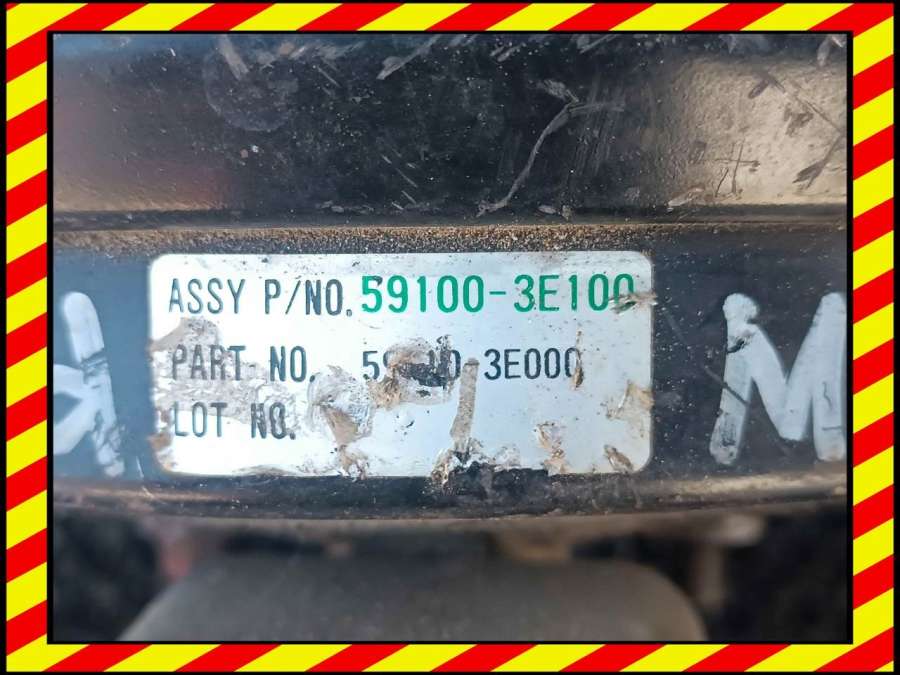 ASSY P/NO. 59100-3E100
PART NO.
LOT NO.
M